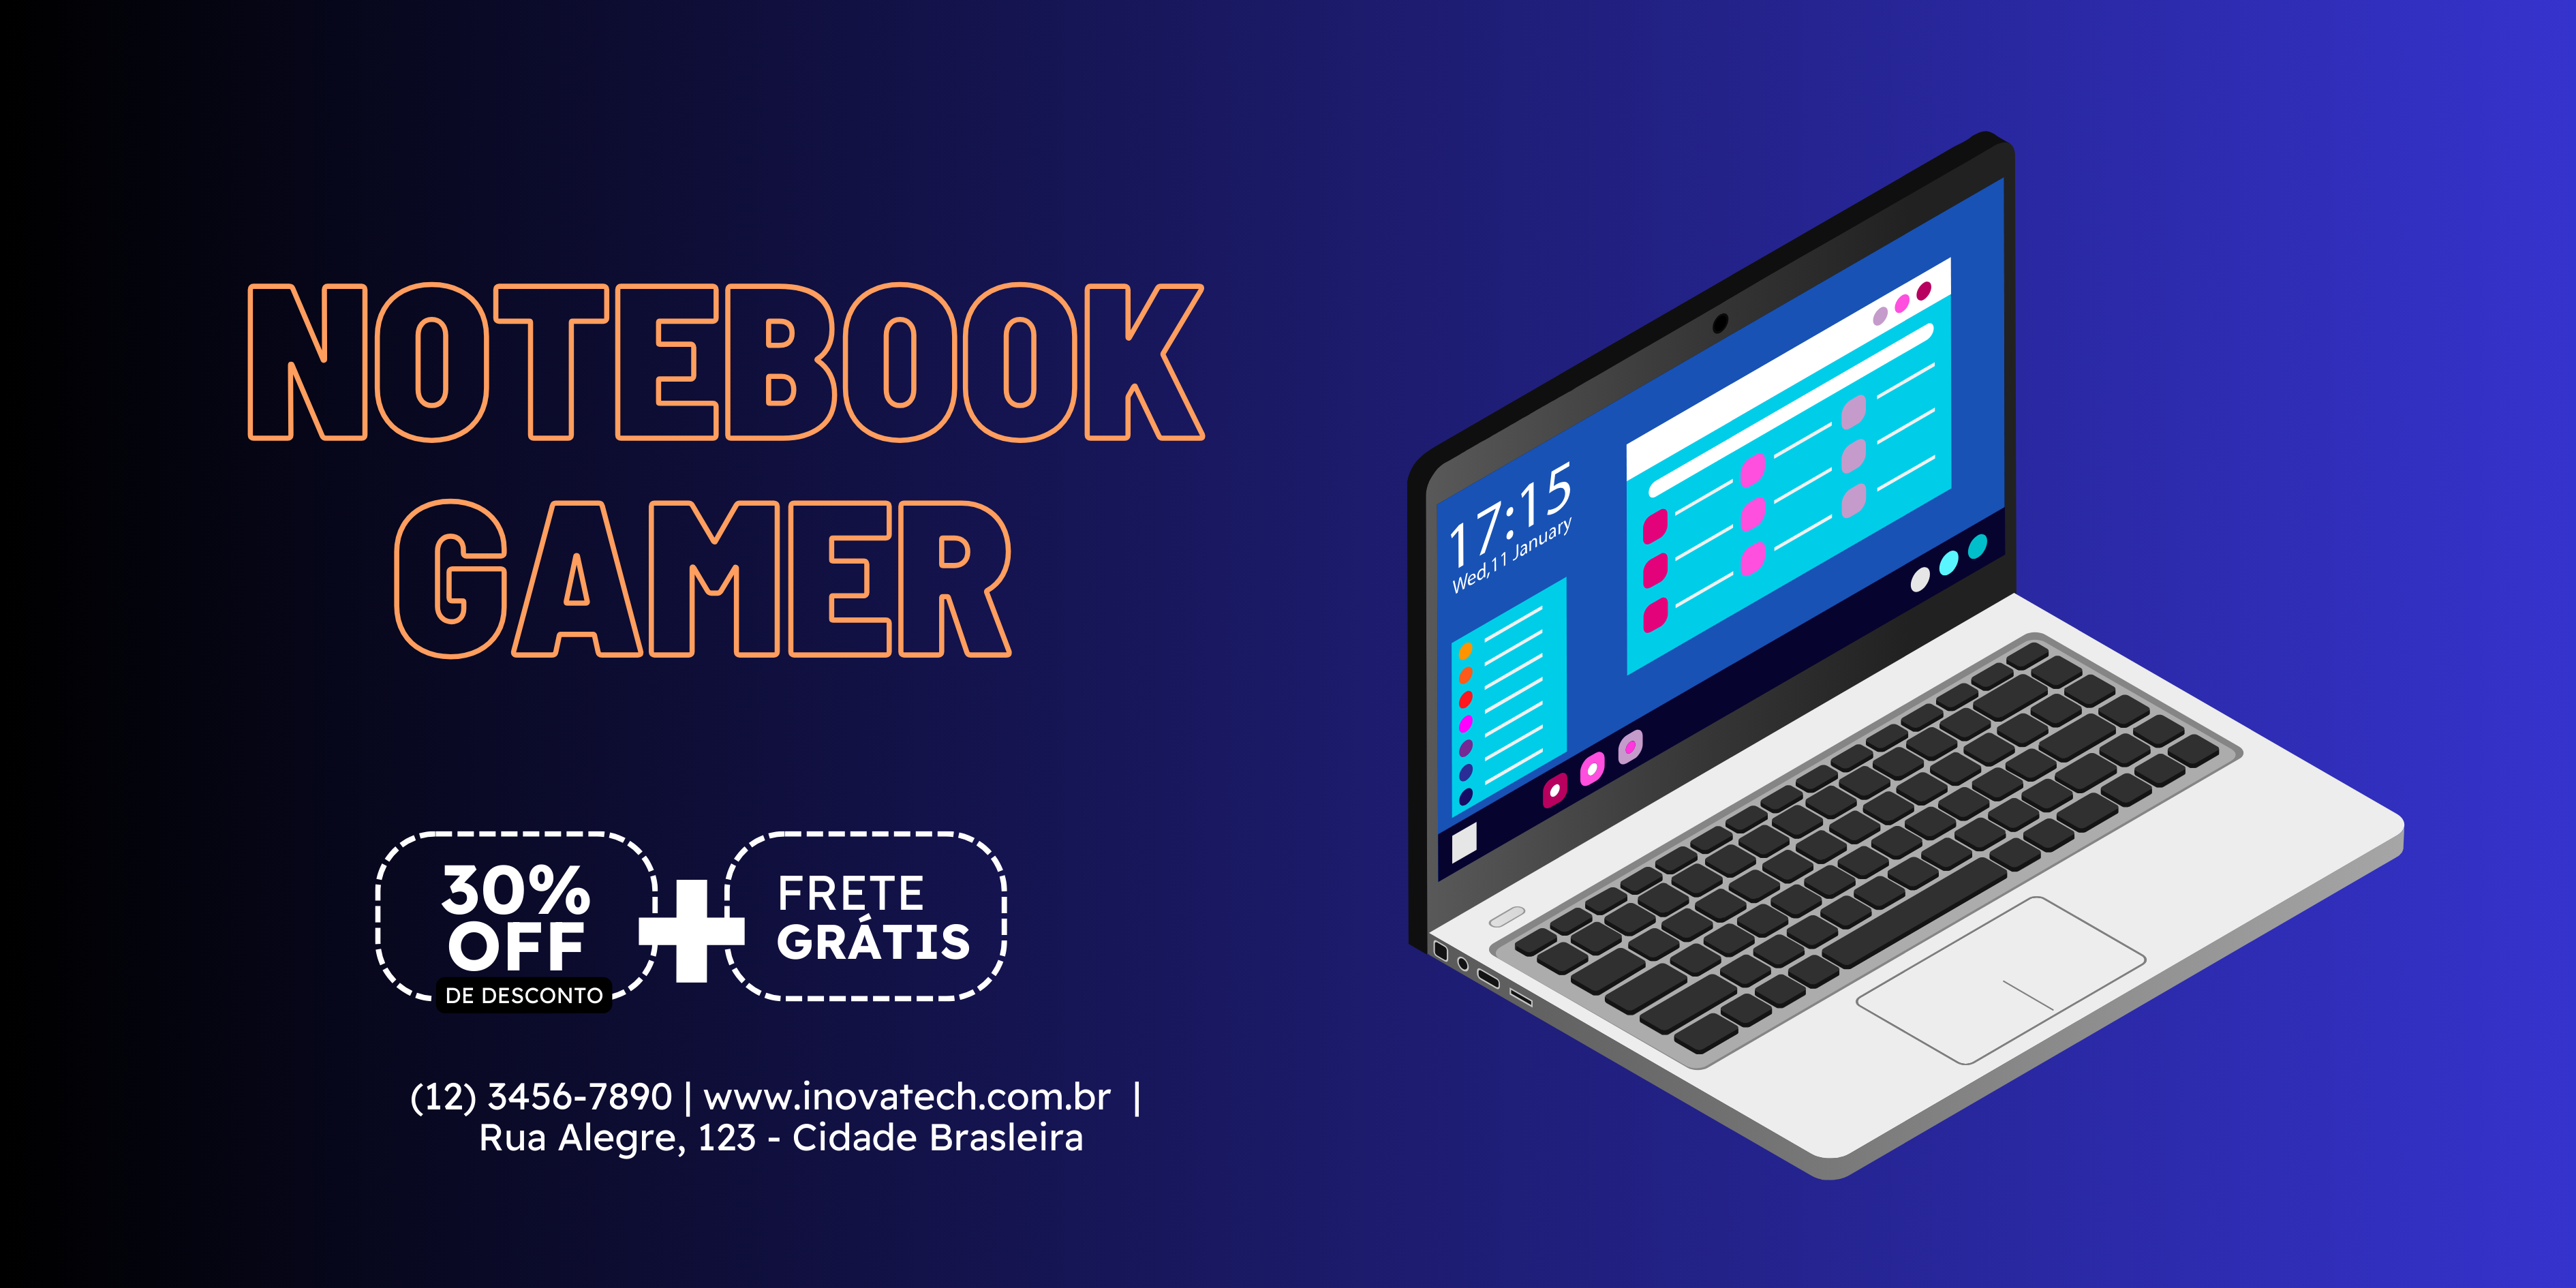 NOTEBOOK
GAMER
30%
OFF
DE DESCONTO
FRETE
GRÁTIS
(12) 3456-7890 | www.inovatech.com.br |
Rua Alegre, 123 - Cidade Brasleira
17:15
Wed,11 January